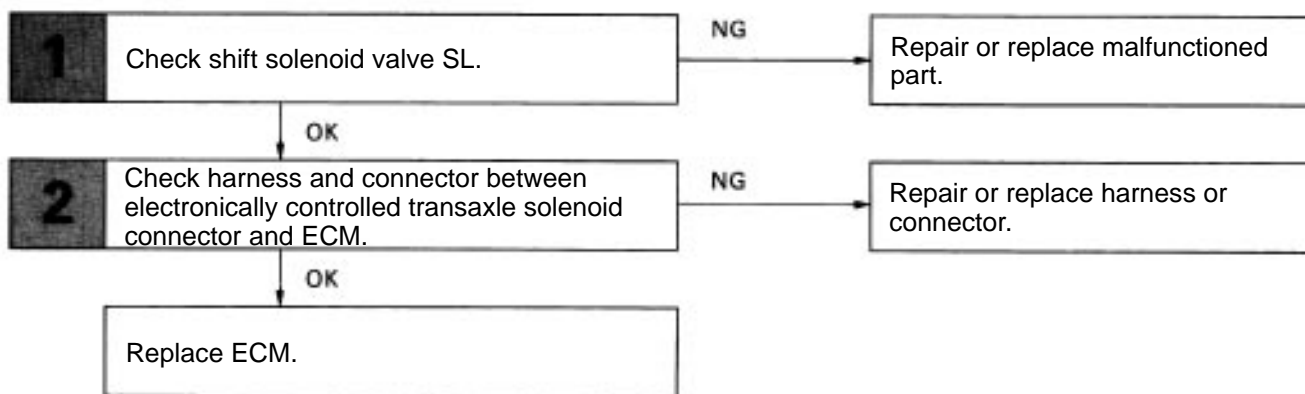 1
Check shift solenoid valve SL.
NG
Repair or replace malfunctioned
part.
OK
2
Check harness and connector between
electronically controlled transaxle solenoid
connector and ECM.
NG
Repair or replace harness or
connector.
OK
Replace ECM.